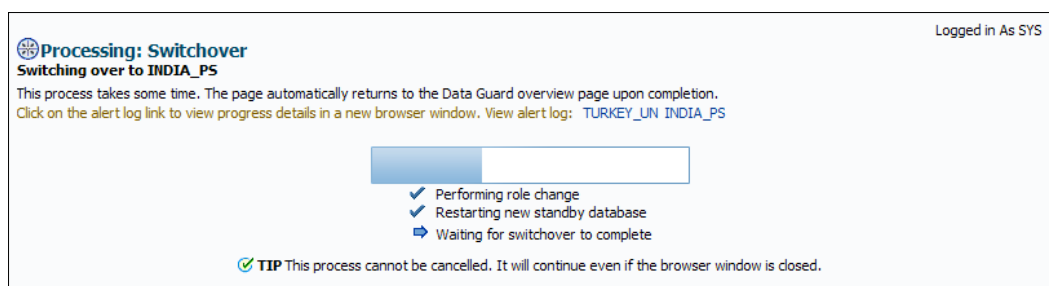 Logged in As SYS
Processing: Switchover
Switching over to INDIA_PS
This process takes some time. The page automatically returns to the Data Guard overview page upon completion.
Click on the alert log link to view progress details in a new browser window. View alert log: TURKEY_UN INDIA_PS
Performing role change
Restarting new standby database
Waiting for switchover to complete
TIP This process cannot be cancelled. It will continue even if the browser window is closed.